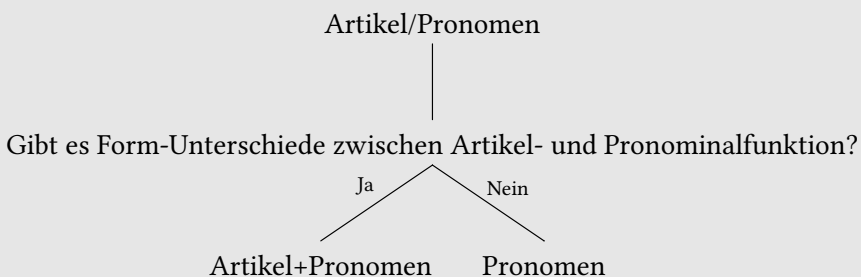 Artikel/Pronomen
Gibt es Form-Unterschiede zwischen Artikel- und Pronominalfunktion?
Ja Nein
Artikel+Pronomen Pronomen